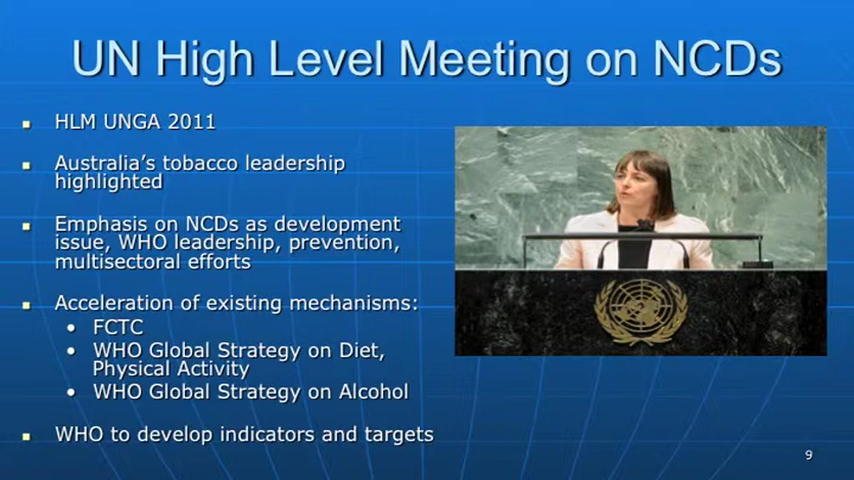 UN High Level Meeting on NCDs
HLM UNGA 2011
Australia's tobacco leadership
highlighted
Emphasis on NCDs as development
issue, WHO leadership, prevention,
multisectoral efforts
Acceleration of existing mechanisms:
FCTC
WHO Global Strategy on Diet,
Physical Activity
WHO Global Strategy on Alcohol
WHO to develop indicators and targets
9